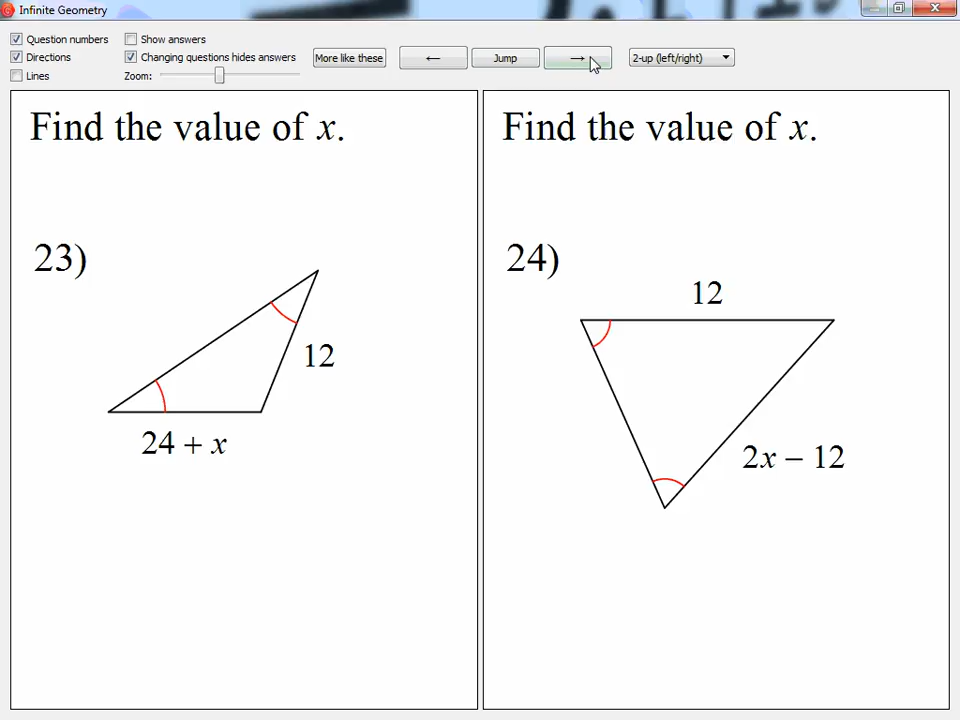 Infinite Geometry
Question numbers
Show answers
Directions
Changing questions hides answers
More like these
←
Jump
→
2-up (left/right)
Lines
Zoom:
Find the value of x.
23)
12
24 + x
Find the value of x.
24)
12
2x − 12